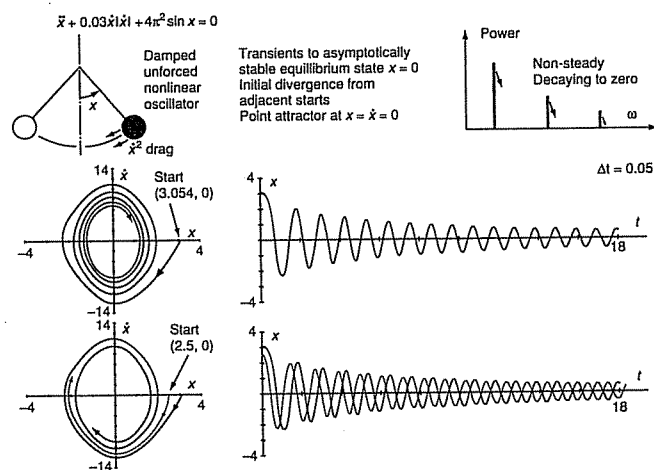 ẍ + 0.03ẋ|ẋ| + 4π² sin x = 0
Damped
unforced
nonlinear
oscillator
x
ẋ² drag
Transients to asymptotically
stable equillibrium state x = 0
Initial divergence from
adjacent starts
Point attractor at x = ẋ = 0
Power
Non-steady
Decaying to zero
ω
Δt = 0.05
14 ẋ
Start
(3.054, 0)
x
−4
4
−14
4
x
t
18
−4
14 ẋ
Start
(2.5, 0)
x
−4
4
−14
4
x
t
18
−4